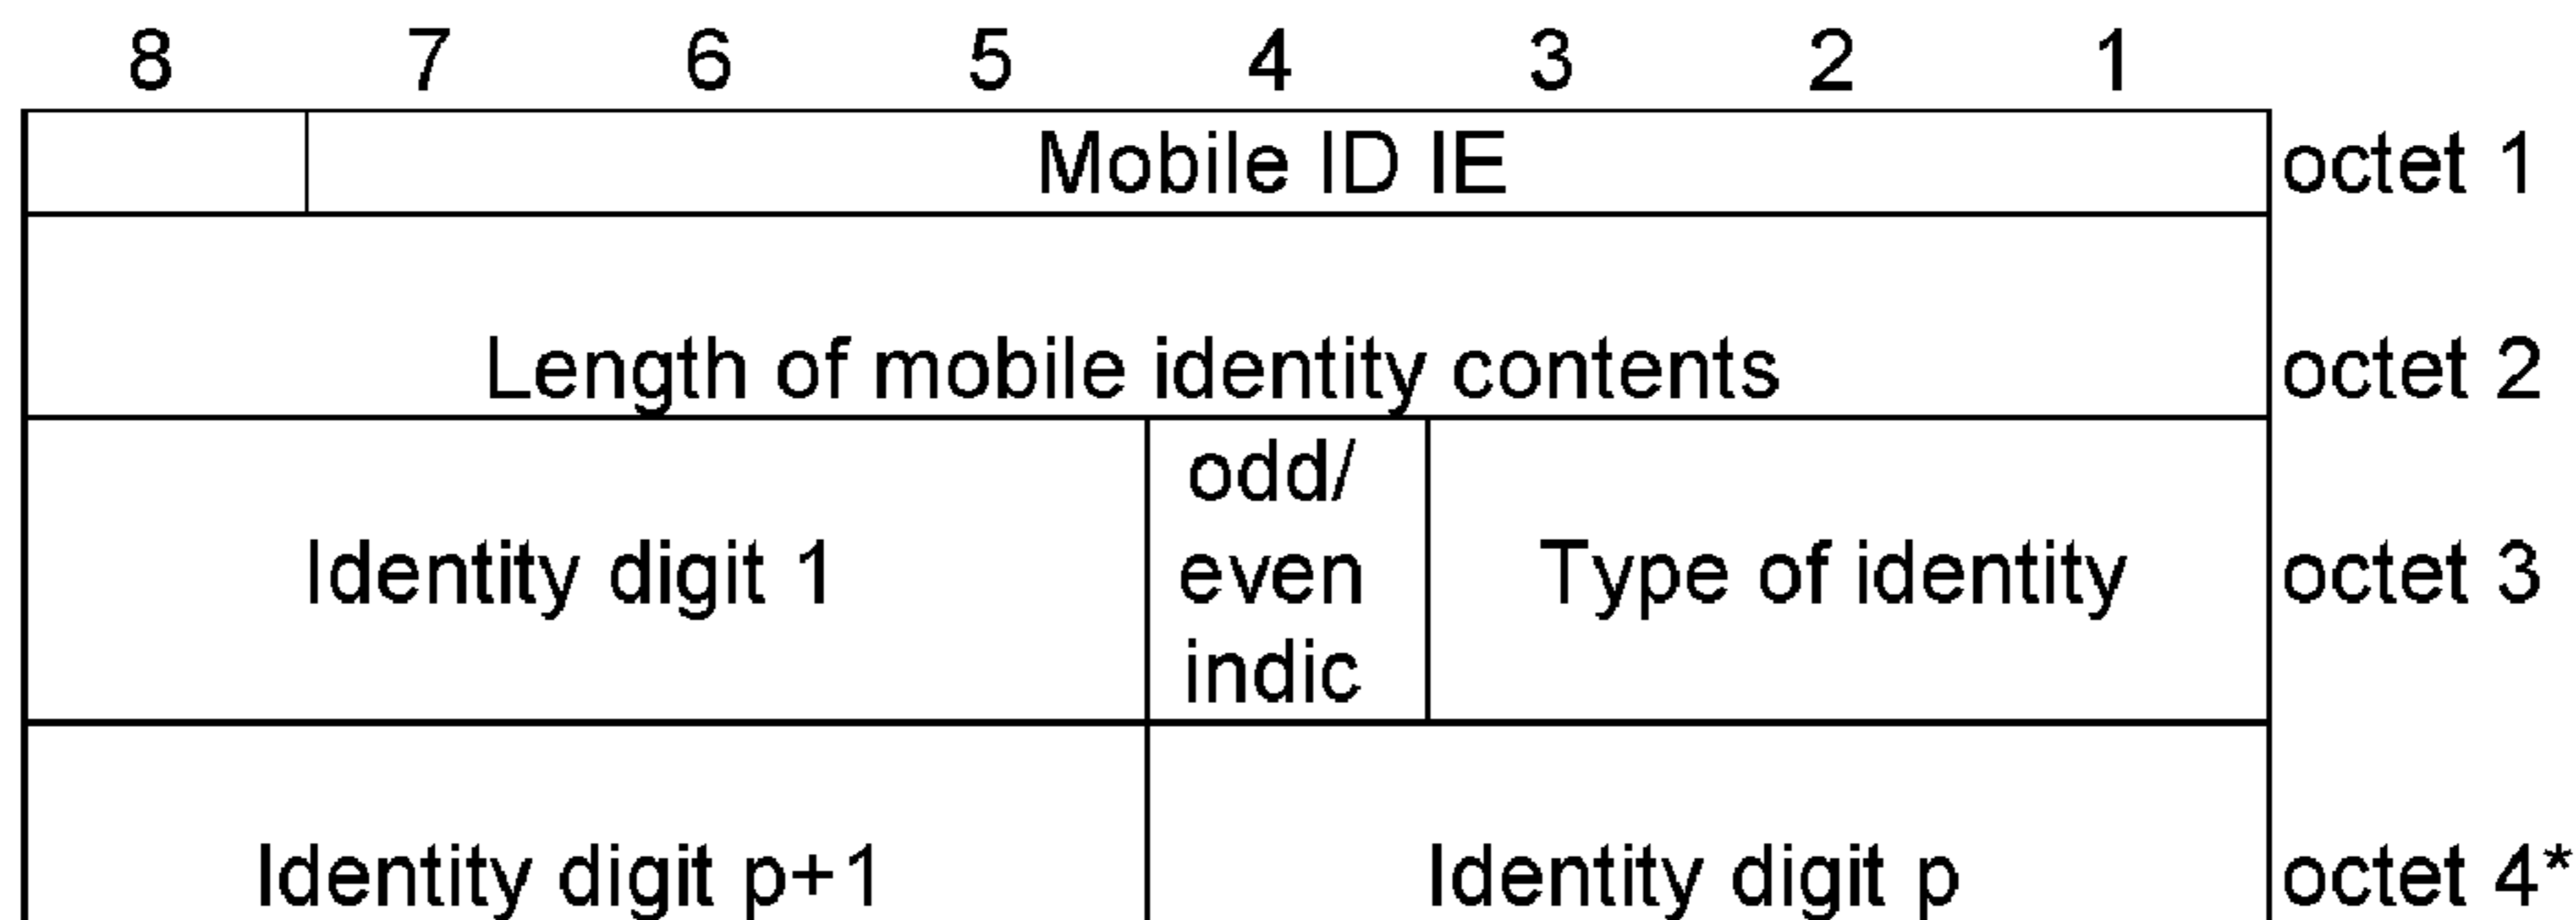 8 7 6 5 4 3 2 1
Mobile ID IE octet 1
Length of mobile identity contents octet 2
odd/
Identity digit 1 even Type of identity octet 3
indic
Identity digit p+1 Identity digit p octet 4*